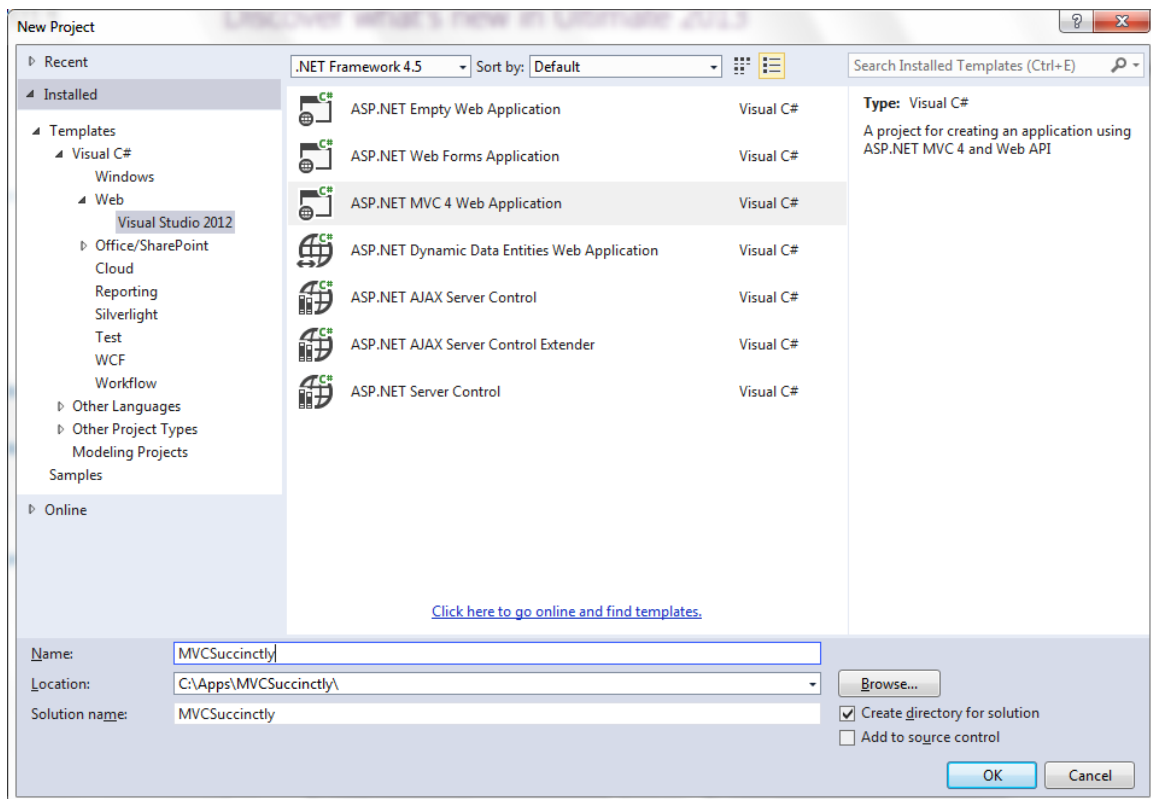 Discover what's new in Ultimate 2013
New Project
Recent
.NET Framework 4.5 Sort by: Default
Search Installed Templates (Ctrl+E)
Installed
Templates
Visual C#
Windows
Web
Visual Studio 2012
Office/SharePoint
Cloud
Reporting
Silverlight
Test
WCF
Workflow
Other Languages
Other Project Types
Modeling Projects
Samples
Online
ASP.NET Empty Web Application Visual C#
ASP.NET Web Forms Application Visual C#
ASP.NET MVC 4 Web Application Visual C#
ASP.NET Dynamic Data Entities Web Application Visual C#
ASP.NET AJAX Server Control Visual C#
ASP.NET AJAX Server Control Extender Visual C#
ASP.NET Server Control Visual C#
Click here to go online and find templates.
Type: Visual C#
A project for creating an application using
ASP.NET MVC 4 and Web API
Name: MVCSuccinctly
Location: C:\Apps\MVCSuccinctly\ Browse...
Solution name: MVCSuccinctly
Create directory for solution
Add to source control
OK Cancel